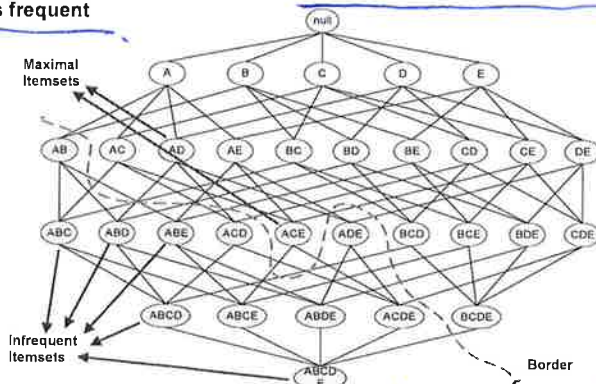 s frequent
null
Maximal
Itemsets
A B C D E
AB AC AD AE BC BD BE CD CE DE
ABC ABD ABE ACD ACE ADE BCD BCE BDE CDE
ABCD ABCE ABDE ACDE BCDE
Infrequent
Itemsets
Border
ABCD
E